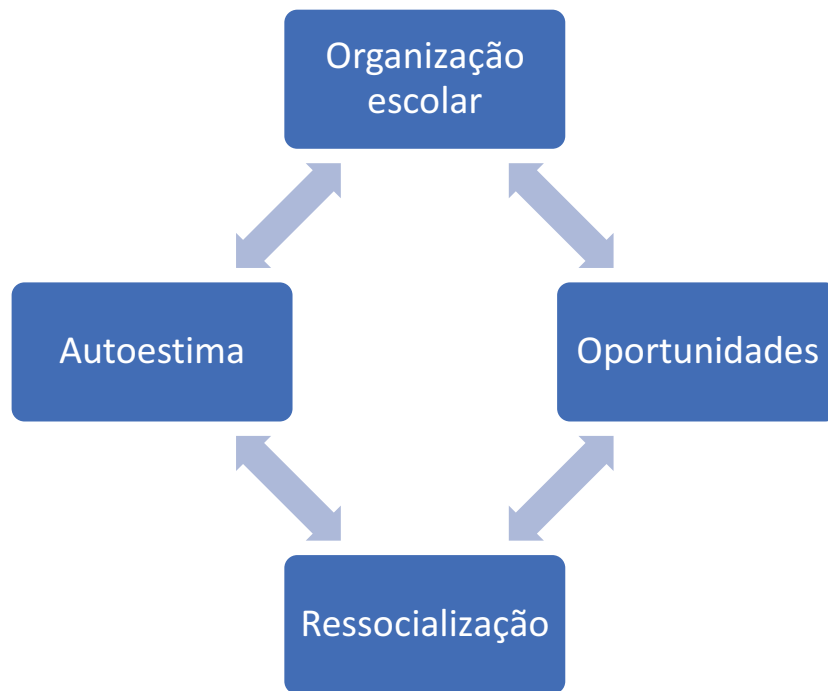 Organização
escolar
Autoestima
Oportunidades
Ressocialização